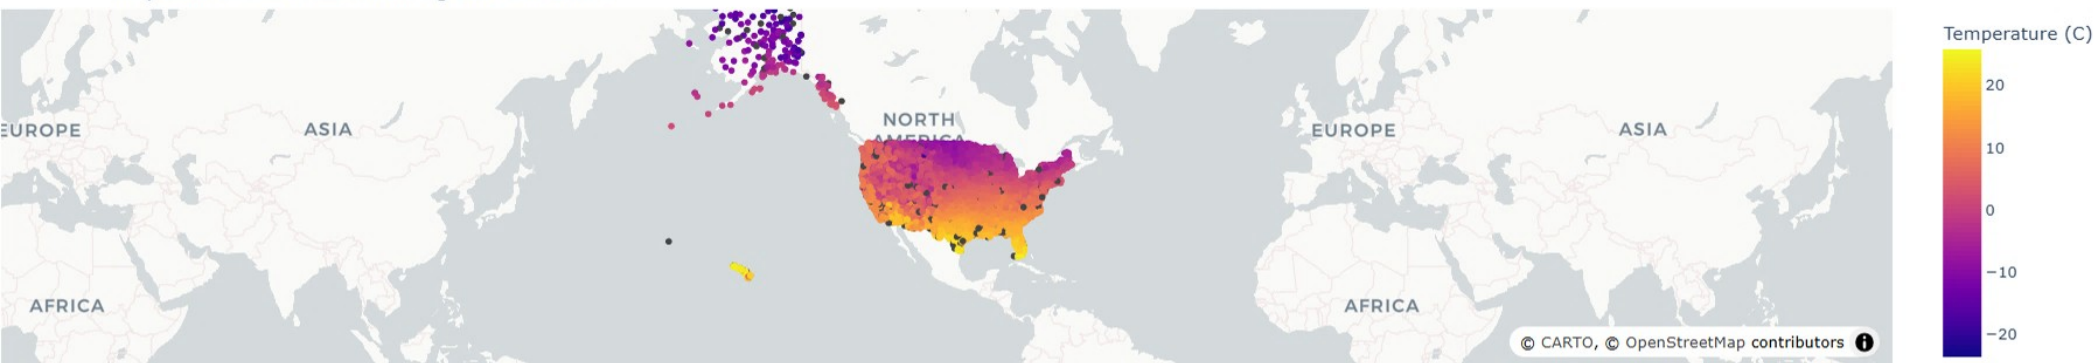 Temperature (C)
20
10
0
−10
−20
EUROPE
ASIA
NORTH
AMERICA
EUROPE
ASIA
AFRICA
AFRICA
© CARTO, © OpenStreetMap contributors